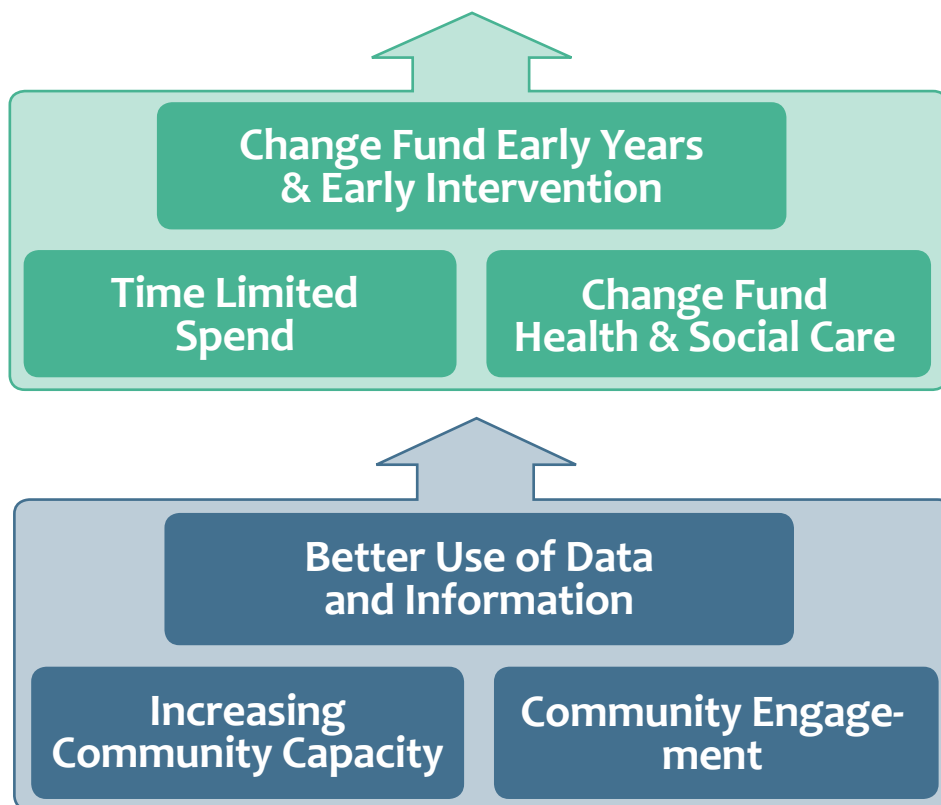 Change Fund Early Years
& Early Intervention
Time Limited
Spend
Change Fund
Health & Social Care
Better Use of Data
and Information
Increasing
Community Capacity
Community Engage-
ment